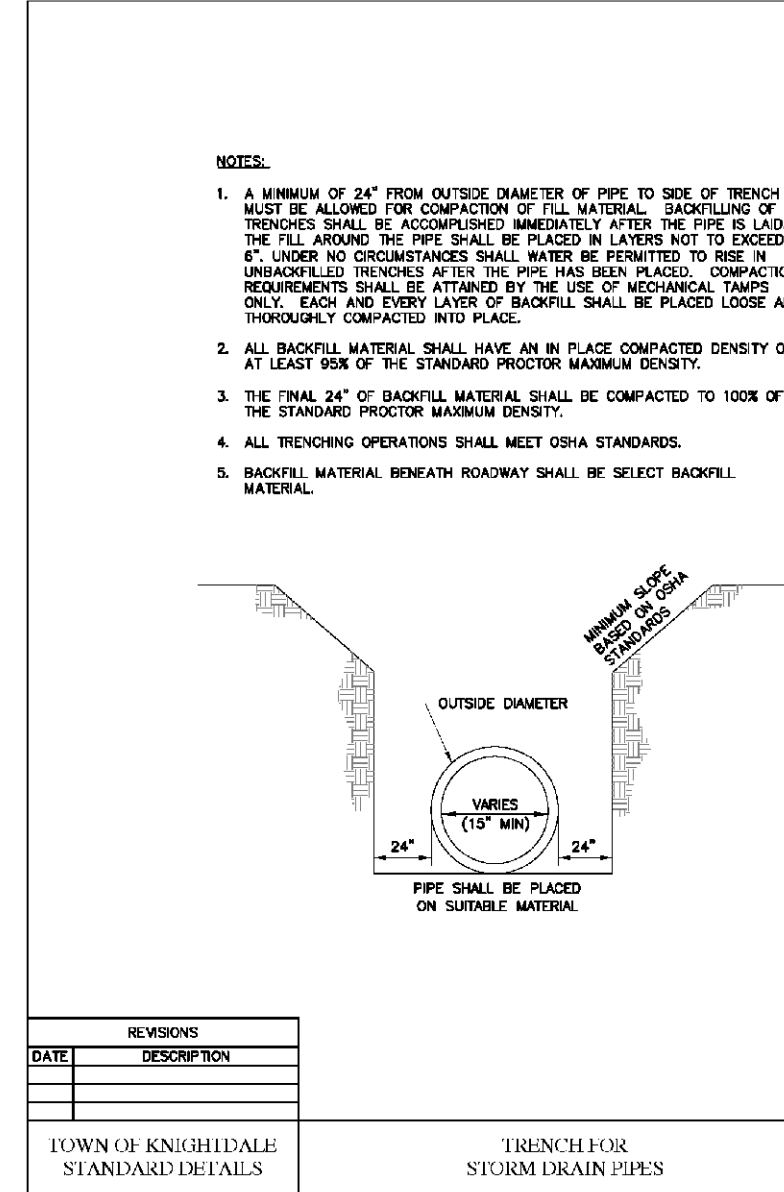 NOTES:
1. A MINIMUM OF 24" FROM OUTSIDE DIAMETER OF PIPE TO SIDE OF TRENCH
MUST BE ALLOWED FOR COMPACTION OF FILL MATERIAL. BACKFILLING OF
TRENCHES SHALL BE ACCOMPLISHED IMMEDIATELY AFTER THE PIPE IS LAID.
THE FILL AROUND THE PIPE SHALL BE PLACED IN LAYERS NOT TO EXCEED
6". UNDER NO CIRCUMSTANCES SHALL WATER BE PERMITTED TO RISE IN
UNBACKFILLED TRENCHES AFTER THE PIPE HAS BEEN PLACED.
REQUIREMENTS SHALL BE ATTAINED BY THE USE OF MECHANICAL TAMPS
ONLY. EACH AND EVERY LAYER OF BACKFILL SHALL BE PLACED LOOSE
THOROUGHLY COMPACTED INTO PLACE.
2. ALL BACKFILL MATERIAL SHALL HAVE AN IN PLACE COMPACTED DENSITY
AT LEAST 95% OF THE STANDARD PROCTOR MAXIMUM DENSITY.
3. THE FINAL 24" OF BACKFILL MATERIAL SHALL BE COMPACTED TO 100% OF
THE STANDARD PROCTOR MAXIMUM DENSITY.
4. ALL TRENCHING OPERATIONS SHALL MEET OSHA STANDARDS.
5. BACKFILL MATERIAL BENEATH ROADWAY SHALL BE SELECT BACKFILL
MATERIAL.
MINIMUM SLOPE
BASED ON OSHA
STANDARDS
OUTSIDE DIAMETER
VARIES
(15" MIN)
24"
24"
PIPE SHALL BE PLACED
ON SUITABLE MATERIAL
REVISIONS
DATE DESCRIPTION
TOWN OF KNIGHTDALE
STANDARD DETAILS
TRENCH FOR
STORM DRAIN PIPES